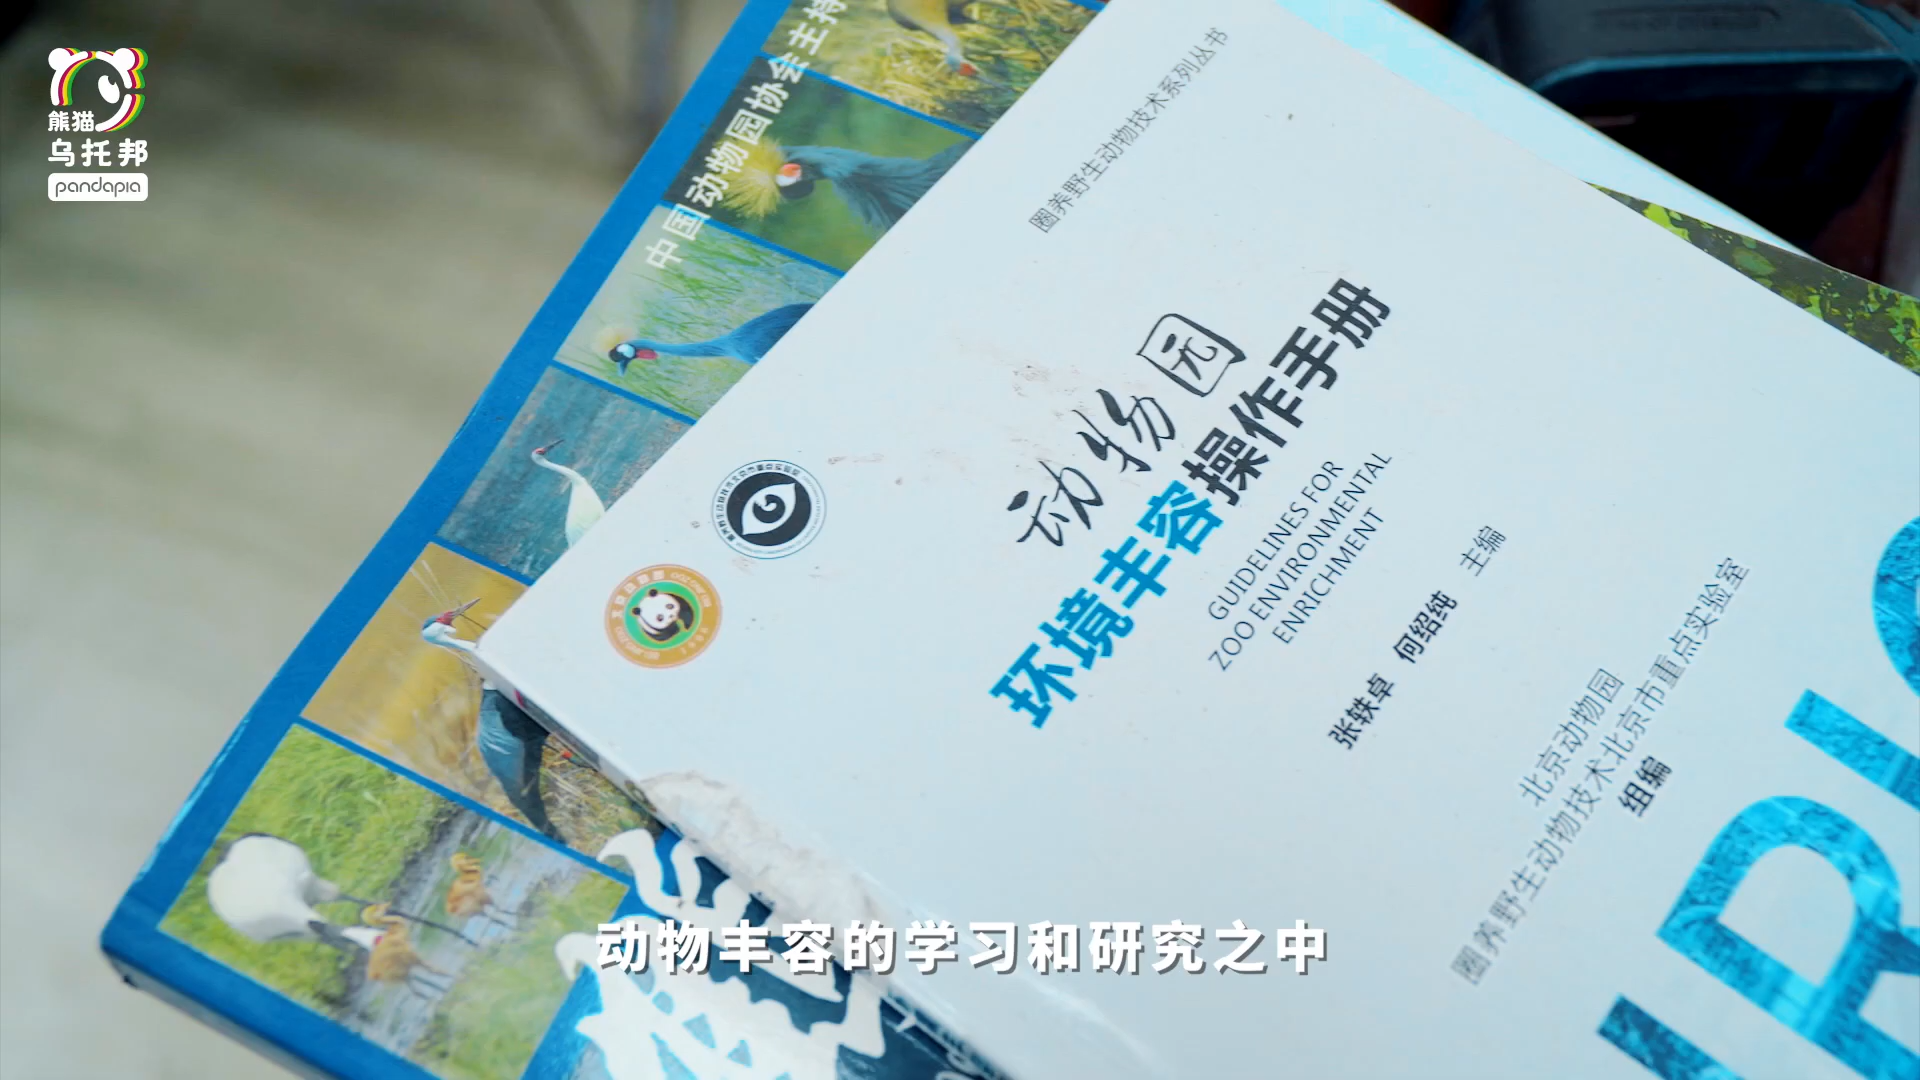 熊猫
乌托邦
pandapia
中国动物园协会主持
圈养野生动物技术系列丛书
动物园
环境丰容操作手册
GUIDELINES FOR
ZOO ENVIRONMENTAL
ENRICHMENT
张轶卓 何绍纯 主编
北京动物园
圈养野生动物技术北京市重点实验室
组编
动物丰容的学习和研究之中